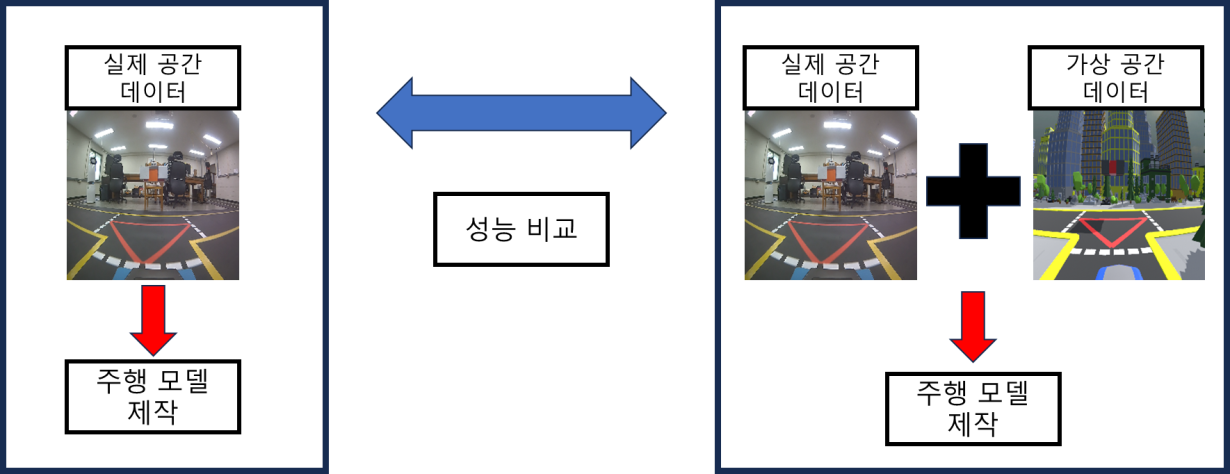 실제 공간
데이터
주행 모델
제작
성능 비교
실제 공간
데이터
가상 공간
데이터
주행 모델
제작